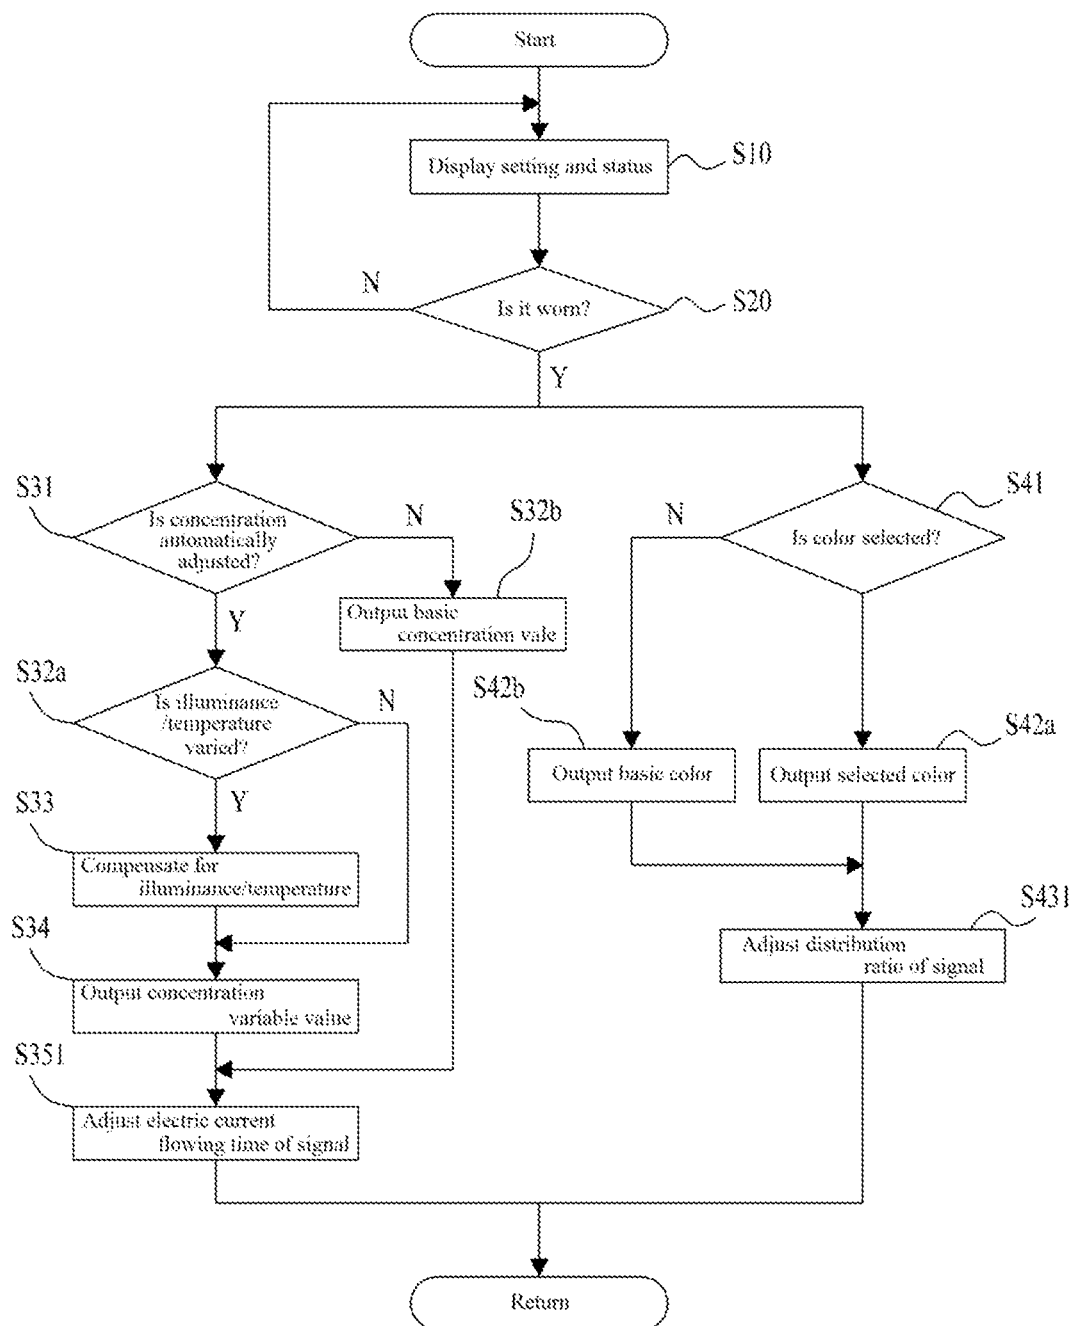 Start
Display setting and status
S10
N
Is it worn?
S20
Y
S31
Is concentration
automatically
adjusted?
N
S32b
Output basic
concentration vale
Y
S32a
Is illuminance
/temperature
varied?
N
Y
S33
Compensate for
illuminance/temperature
S34
Output concentration
variable value
S351
Adjust electric current
flowing time of signal
S41
N
Is color selected?
S42b
Output basic color
S42a
Output selected color
S431
Adjust distribution
ratio of signal
Return